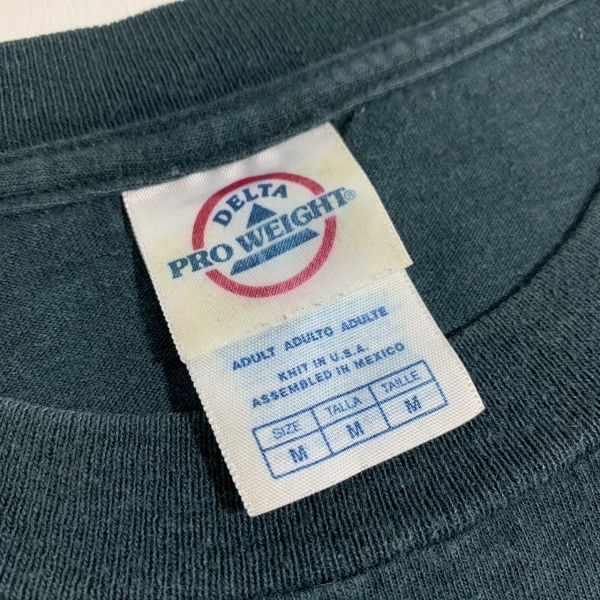 DELTA
PRO WEIGHT®
ADULT ADULTO ADULTE
KNIT IN U.S.A.
ASSEMBLED IN MEXICO
SIZE TALLA TAILLE
M M M